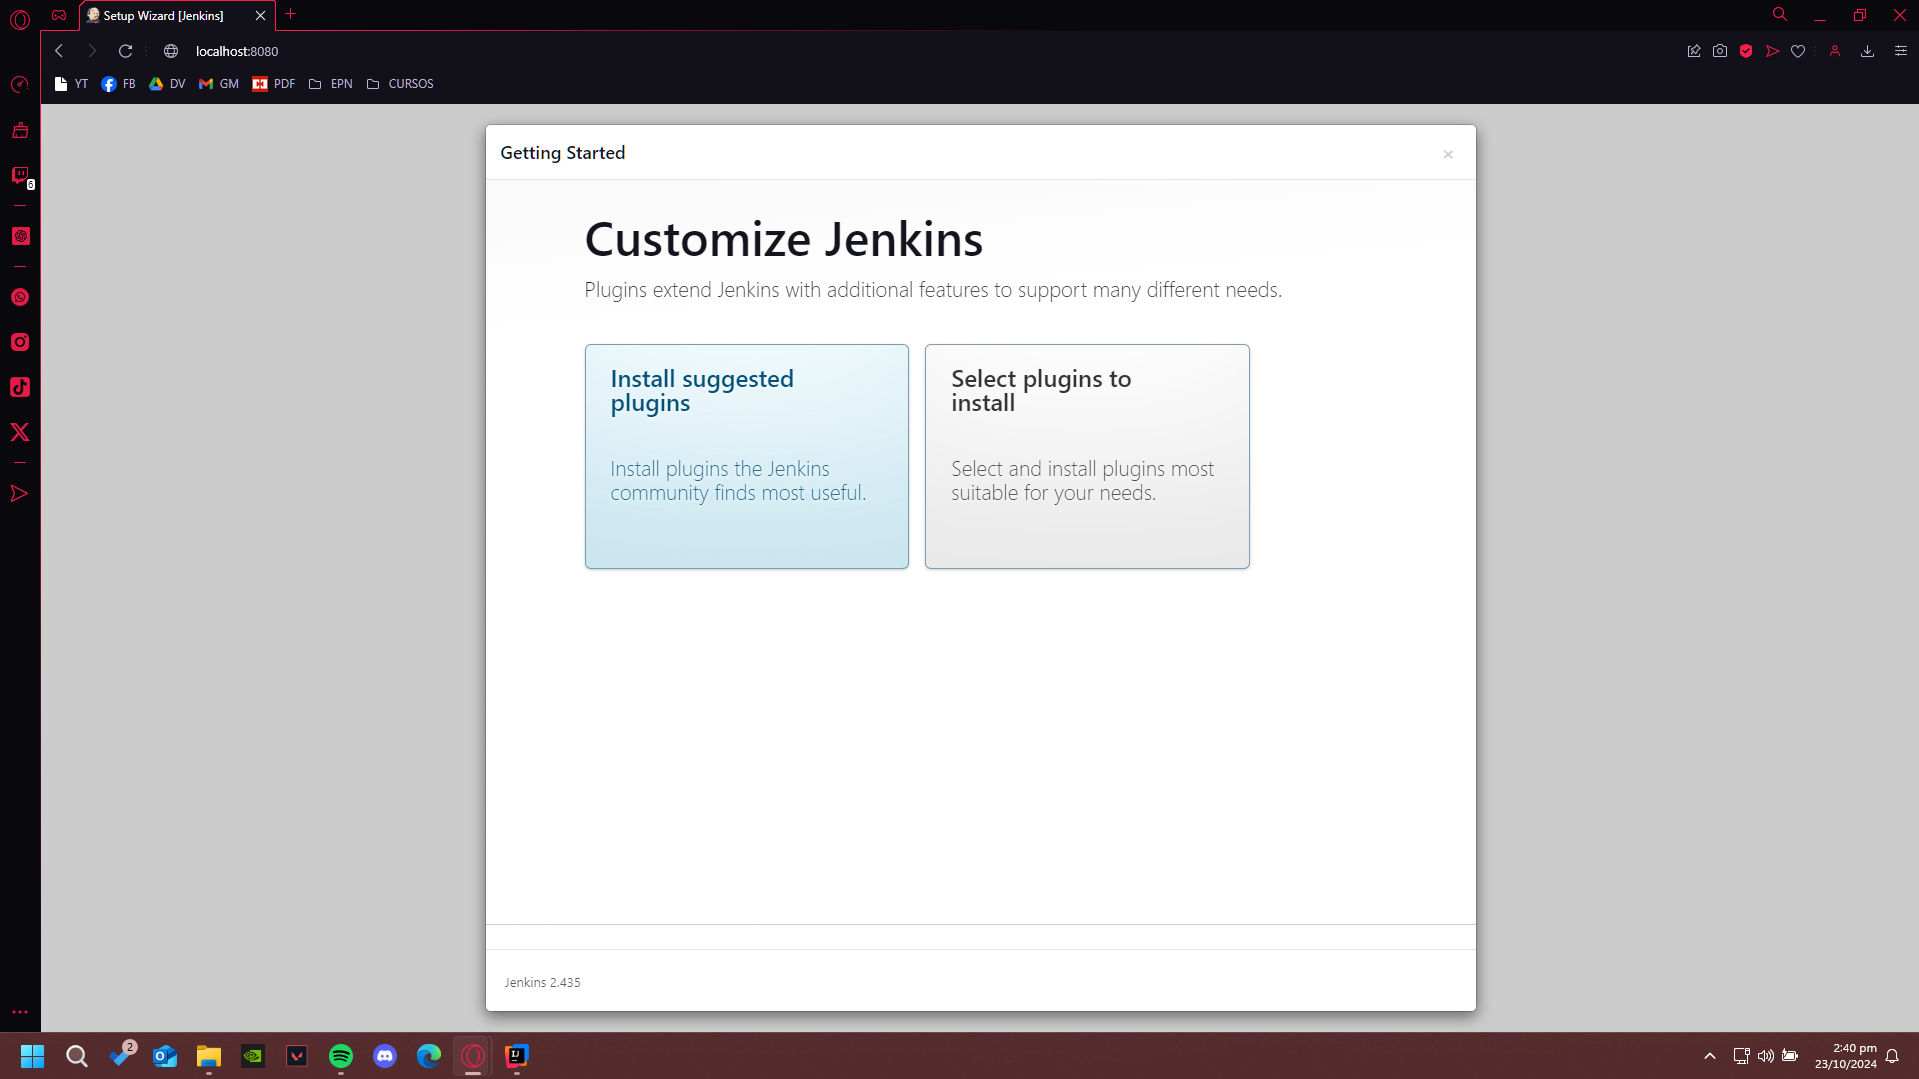 Setup Wizard [Jenkins]
localhost:8080
YT
FB
DV
GM
PDF
EPN
CURSOS
6
Getting Started
Customize Jenkins
Plugins extend Jenkins with additional features to support many different needs.
Install suggested
plugins
Install plugins the Jenkins
community finds most useful.
Select plugins to
install
Select and install plugins most
suitable for your needs.
Jenkins 2.435
2
2:40 pm
23/10/2024